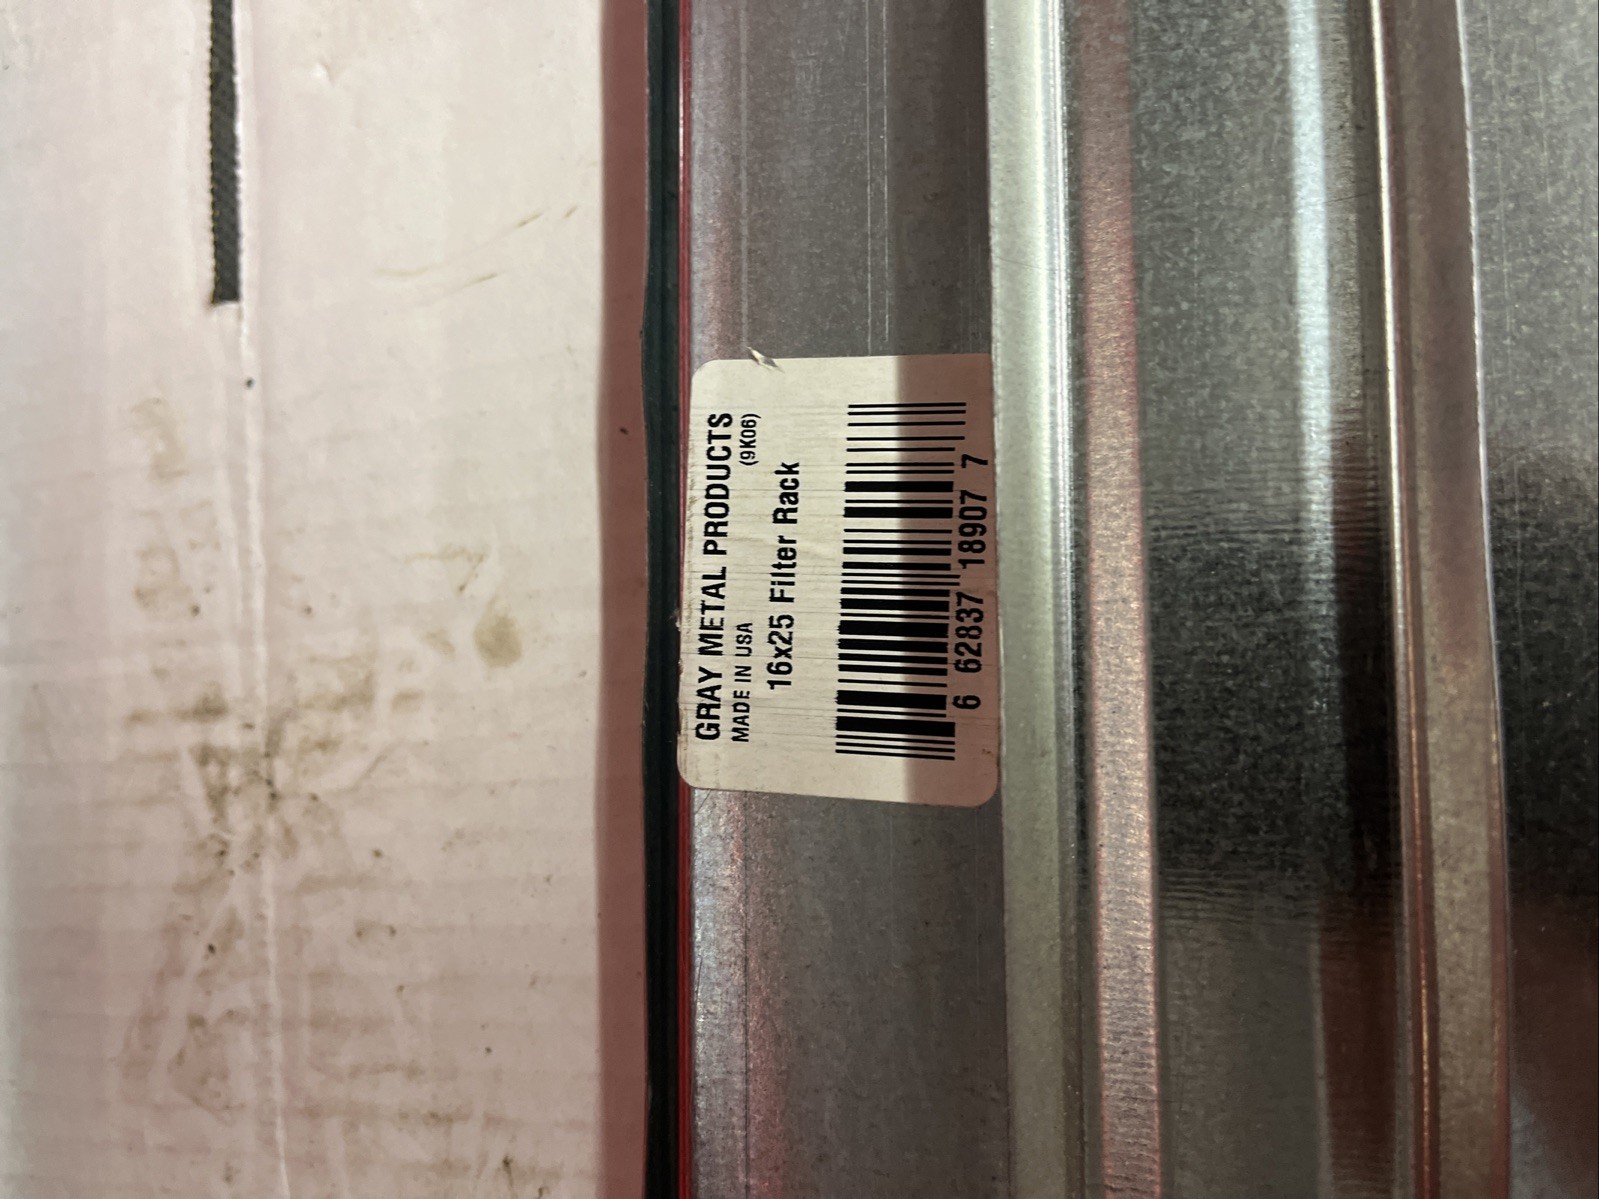 GRAY METAL PRODUCTS
MADE IN USA (9K06)
16x25 Filter Rack
6 62837 18907 7